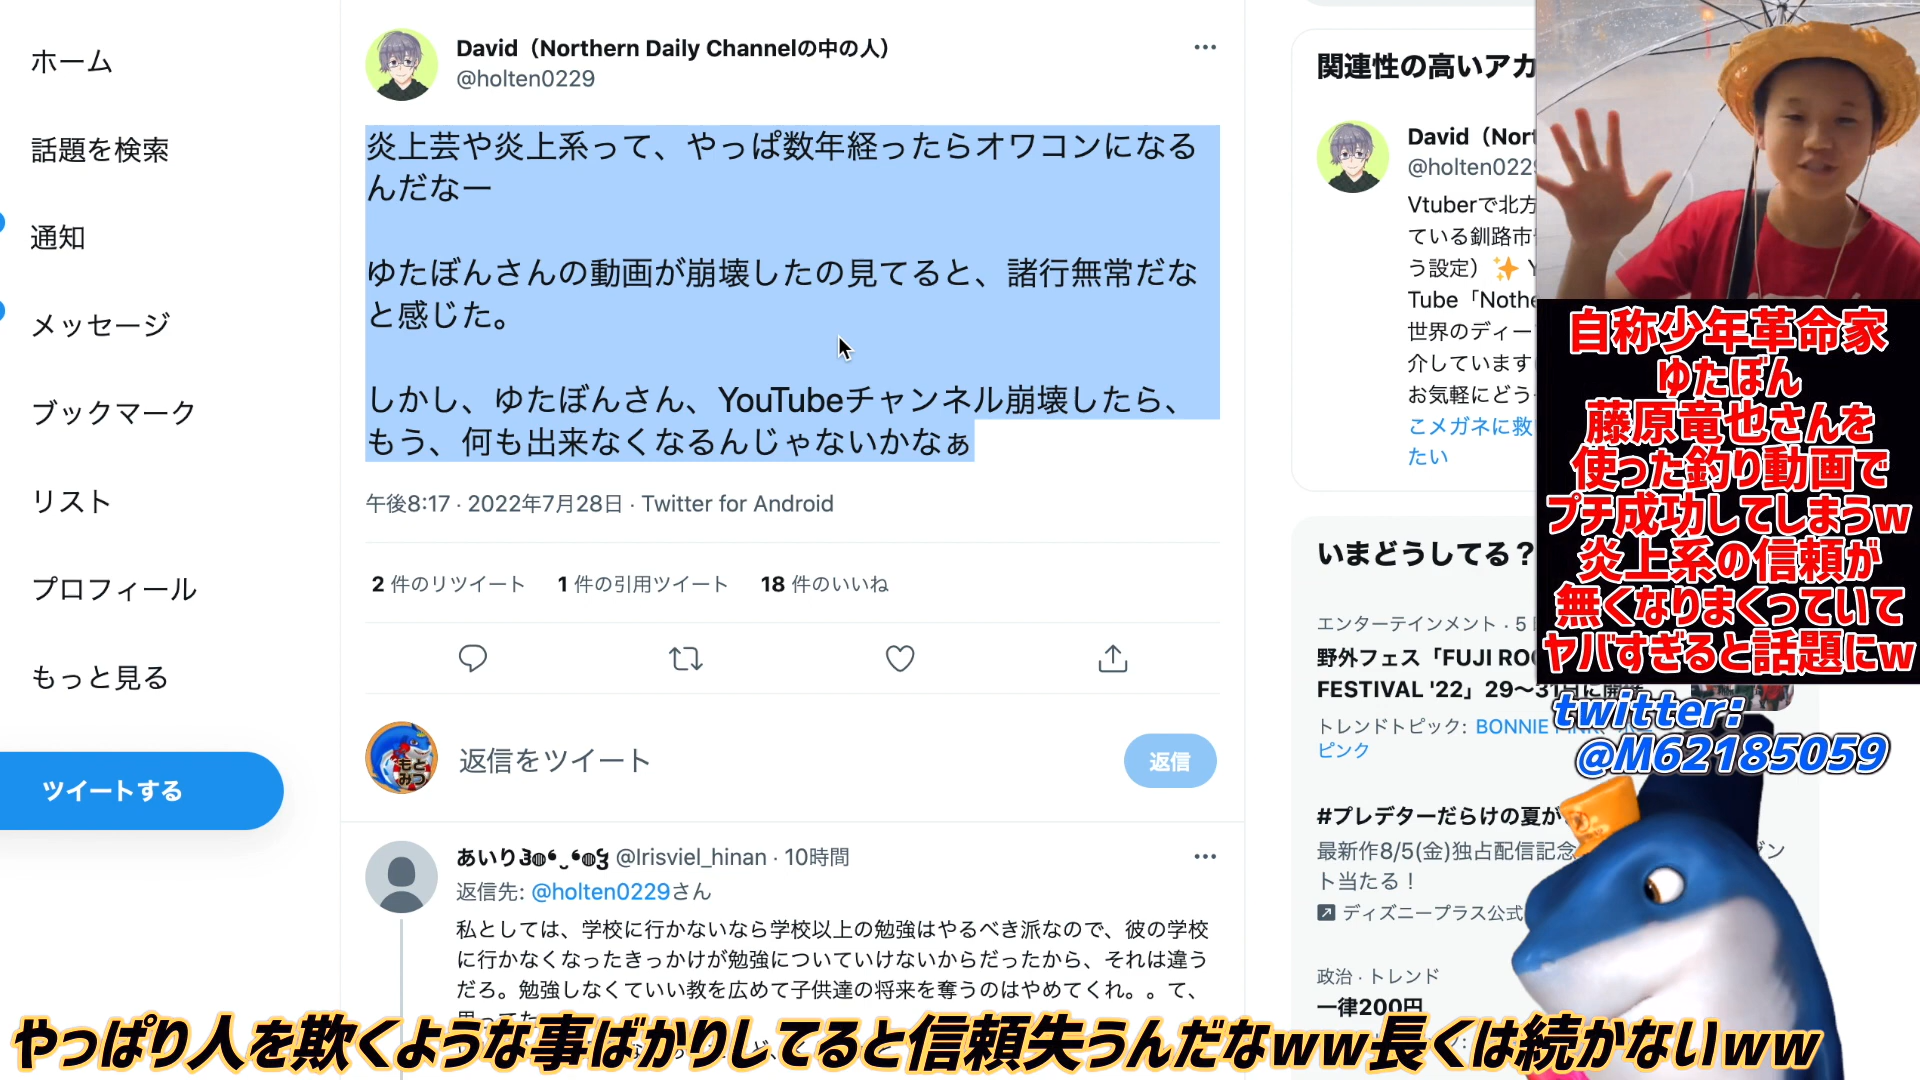 ホーム
話題を検索
通知
メッセージ
ブックマーク
リスト
プロフィール
もっと見る
ツイートする
David（Northern Daily Channelの中の人）
@holten0229
炎上芸や炎上系って、やっぱ数年経ったらオワコンになる
んだなー
ゆたぼんさんの動画が崩壊したの見てると、諸行無常だな
と感じた。
しかし、ゆたぼんさん、YouTubeチャンネル崩壊したら、
もう、何も出来なくなるんじゃないかなぁ
午後8:17 · 2022年7月28日 · Twitter for Android
2 件のリツイート 1 件の引用ツイート 18 件のいいね
もと
みつ
返信をツイート
返信
@Irisviel_hinan · 10時間
返信先: @holten0229さん
私としては、学校に行かないなら学校以上の勉強はやるべき派なので、彼の学校
に行かなくなったきっかけが勉強についていけないからだったから、それは違う
だろ。勉強しなくていい教を広めて子供達の将来を奪うのはやめてくれ。。て、
関連性の高いアカ
David（Nort
@holten022
Vtuberで北方
ている釧路市
う設定）✨ Y
Tube「Nothe
世界のディー
介しています
お気軽にどう
こメガネに救
たい
いまどうしてる？
エンターテインメント · 5
野外フェス「FUJI RO
FESTIVAL '22」29〜31日に開催
トレンドトピック: BONNIE PINK、
ピンク
#プレデターだらけの夏が
最新作8/5(金)独占配信記念
ト当たる！
ディズニープラス公式
政治 · トレンド
一律200円
自称少年革命家
ゆたぼん
藤原竜也さんを
使った釣り動画で
プチ成功してしまうw
炎上系の信頼が
無くなりまくっていて
ヤバすぎると話題にw
twitter:
@M62185059
やっぱり人を欺くような事ばかりしてると信頼失うんだなww長くは続かないww